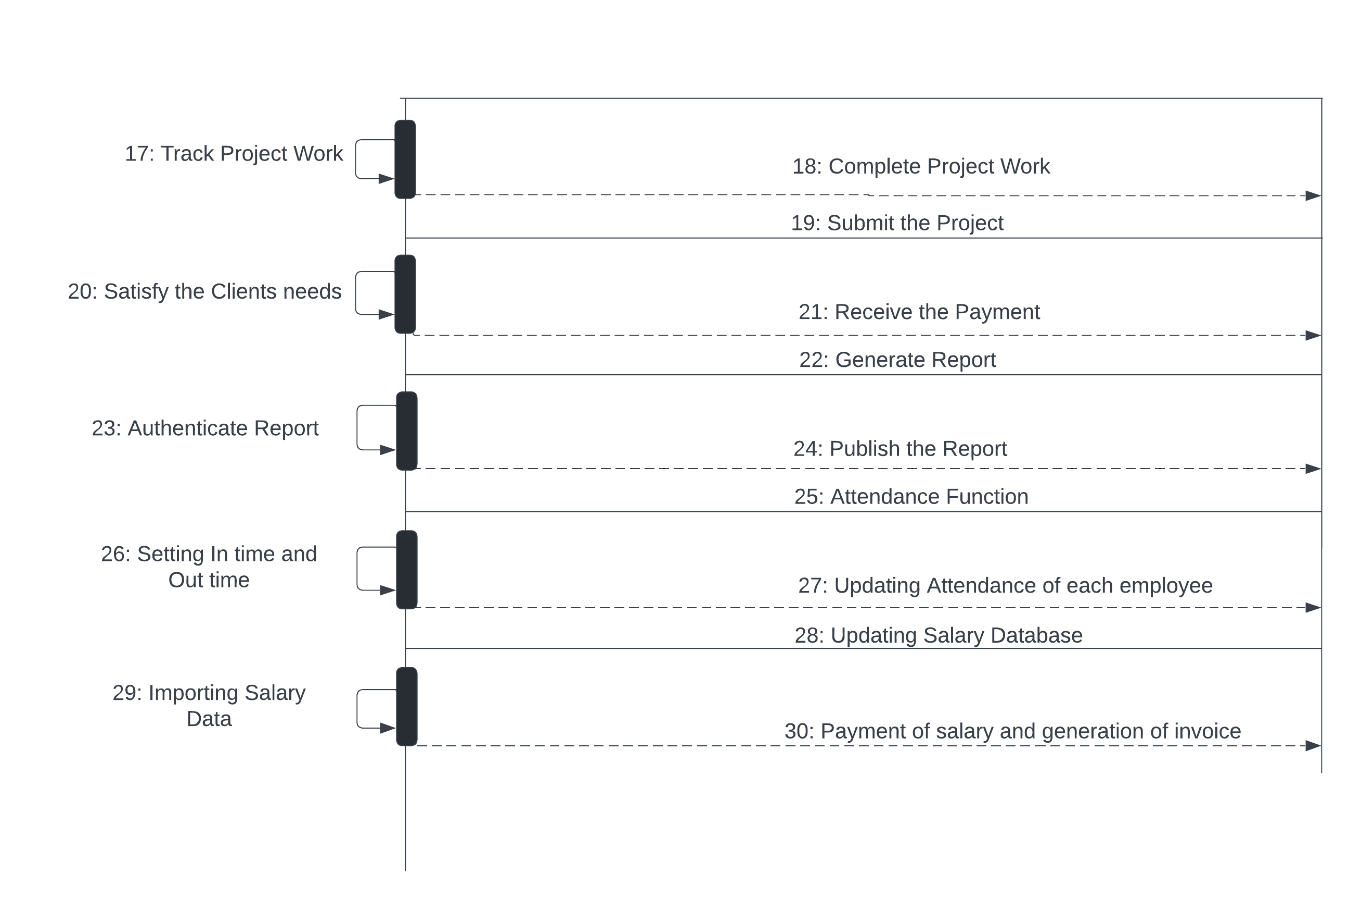 17: Track Project Work
18: Complete Project Work
19: Submit the Project
20: Satisfy the Clients needs
21: Receive the Payment
22: Generate Report
23: Authenticate Report
24: Publish the Report
25: Attendance Function
26: Setting In time and
Out time
27: Updating Attendance of each employee
28: Updating Salary Database
29: Importing Salary
Data
30: Payment of salary and generation of invoice